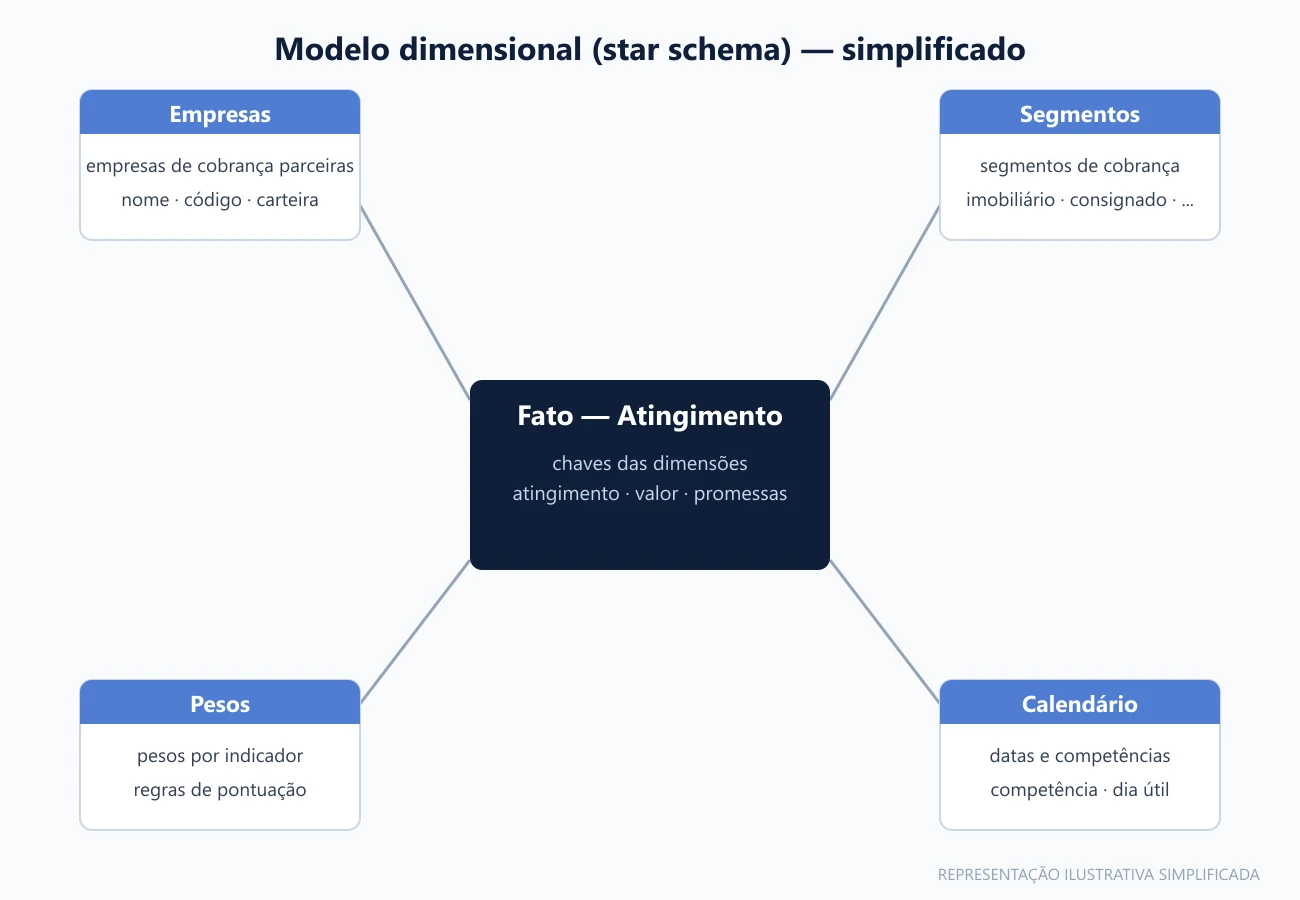 Modelo dimensional (star schema) — simplificado
Empresas
empresas de cobrança parceiras
nome · código · carteira
Segmentos
segmentos de cobrança
imobiliário · consignado · ...
Fato — Atingimento
chaves das dimensões
atingimento · valor · promessas
Pesos
pesos por indicador
regras de pontuação
Calendário
datas e competências
competência · dia útil
REPRESENTAÇÃO ILUSTRATIVA SIMPLIFICADA